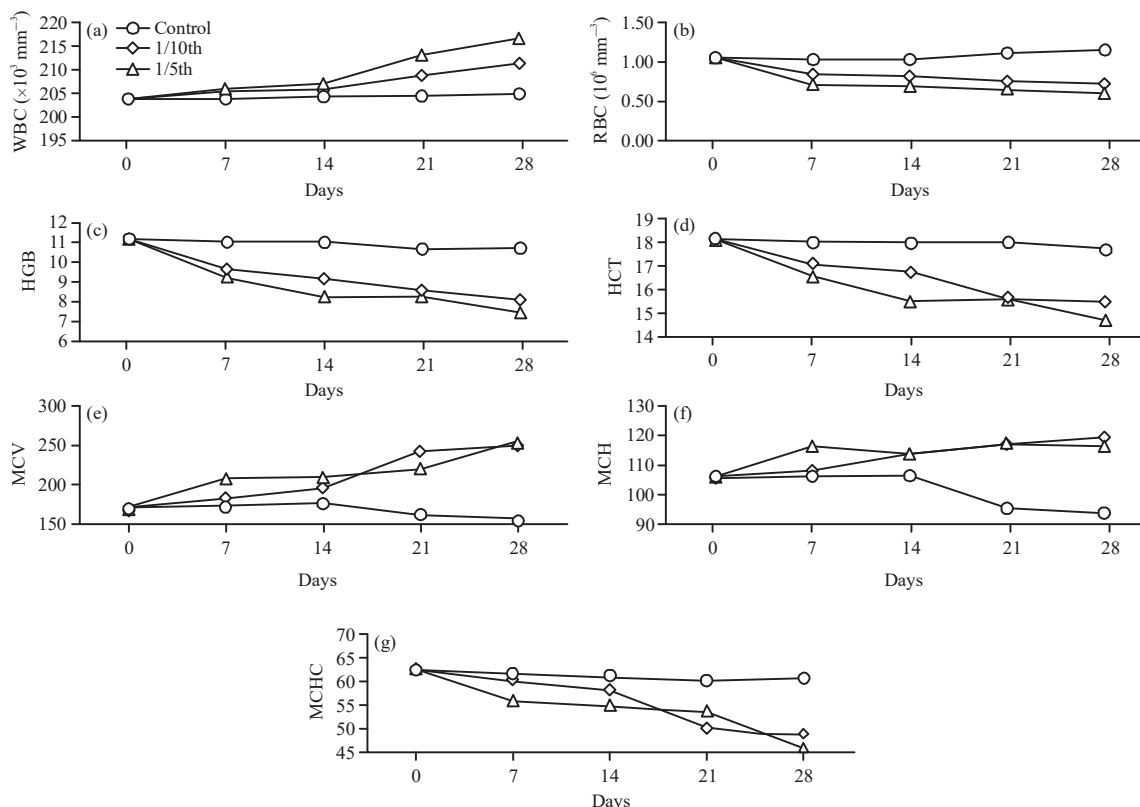 (a)
Control
1/10th
1/5th
WBC (×10³ mm⁻³)
220
215
210
205
200
195
0 7 14 21 28
Days
(b)
RBC (10⁶ mm⁻³)
1.50
1.00
0.50
0.00
0 7 14 21 28
Days
(c)
HGB
12
11
10
9
8
7
6
0 7 14 21 28
Days
(d)
HCT
19
18
17
16
15
14
0 7 14 21 28
Days
(e)
MCV
300
250
200
150
0 7 14 21 28
Days
(f)
MCH
130
120
110
100
90
0 7 14 21 28
Days
(g)
MCHC
70
65
60
55
50
45
0 7 14 21 28
Days